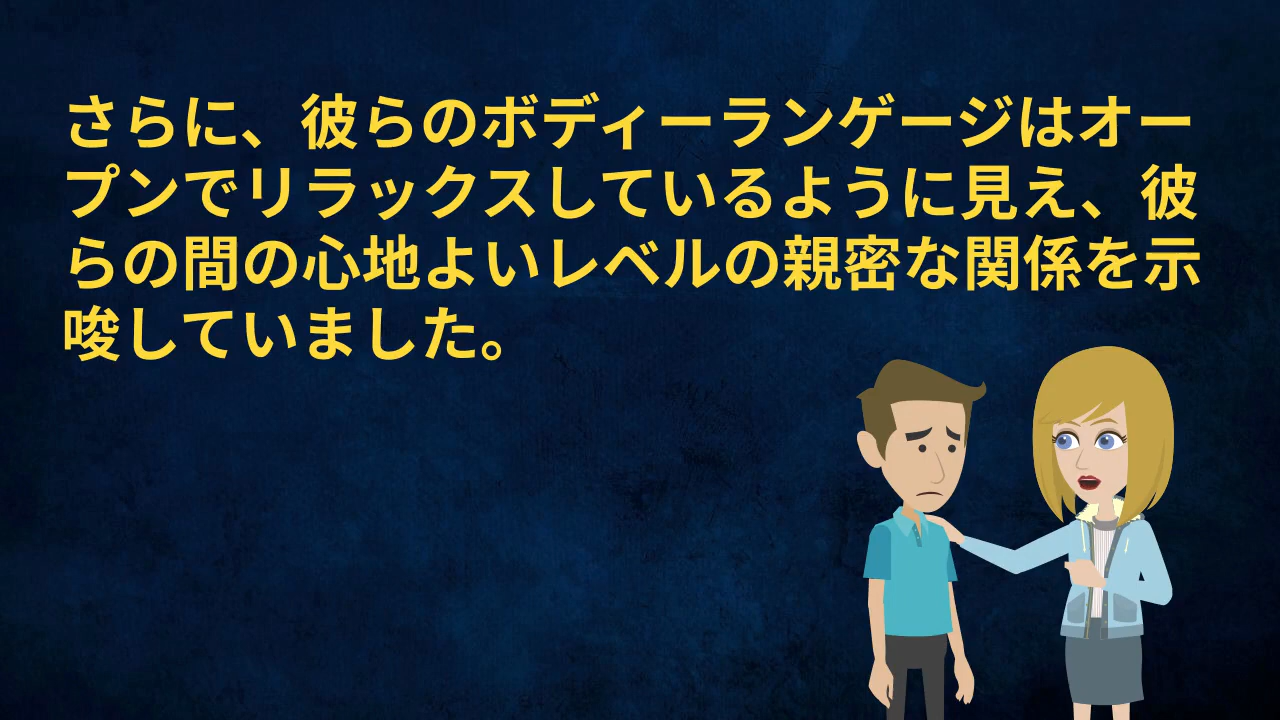 さらに、彼らのボディーランゲージはオー
プンでリラックスしているように見え、彼
らの間の心地よいレベルの親密な関係を示
唆していました。